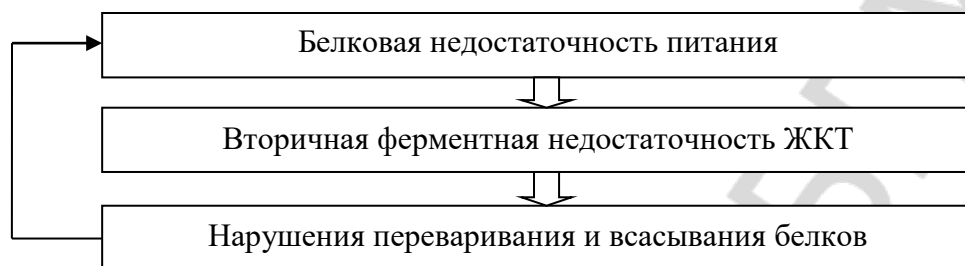 Белковая недостаточность питания
Вторичная ферментная недостаточность ЖКТ
Нарушения переваривания и всасывания белков